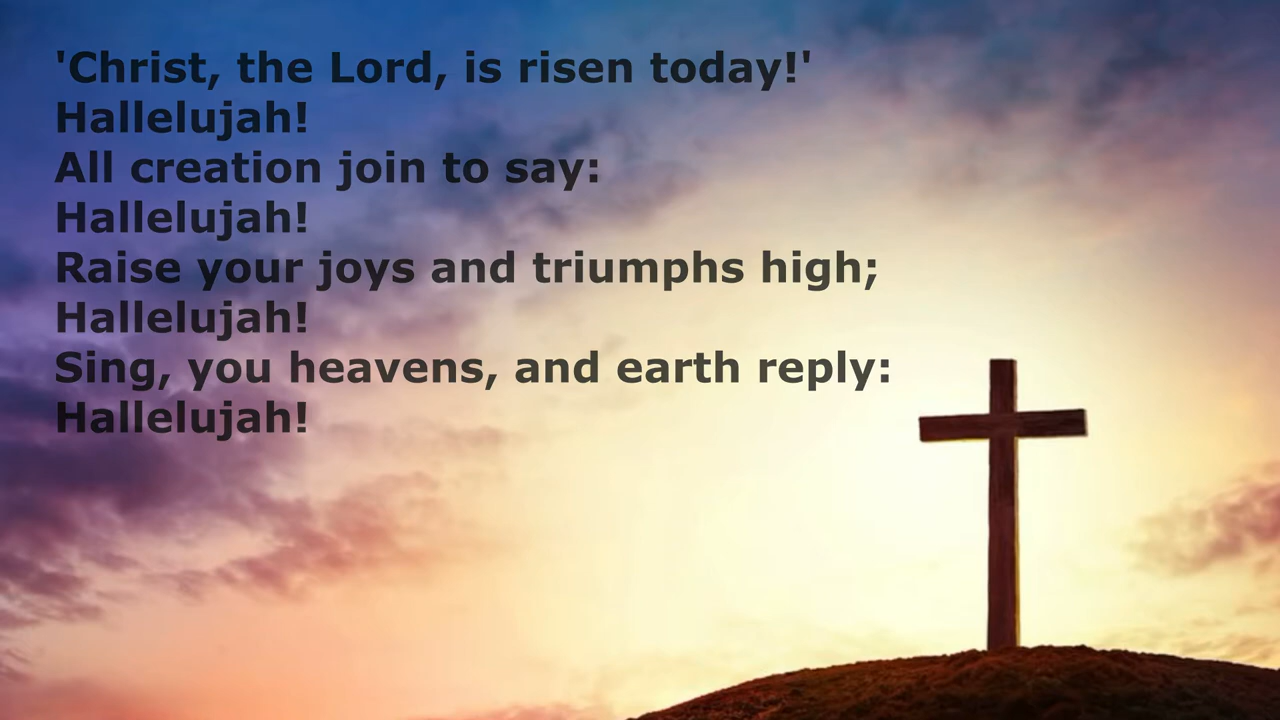 'Christ, the Lord, is risen today!'
Hallelujah!
All creation join to say:
Hallelujah!
Raise your joys and triumphs high;
Hallelujah!
Sing, you heavens, and earth reply:
Hallelujah!